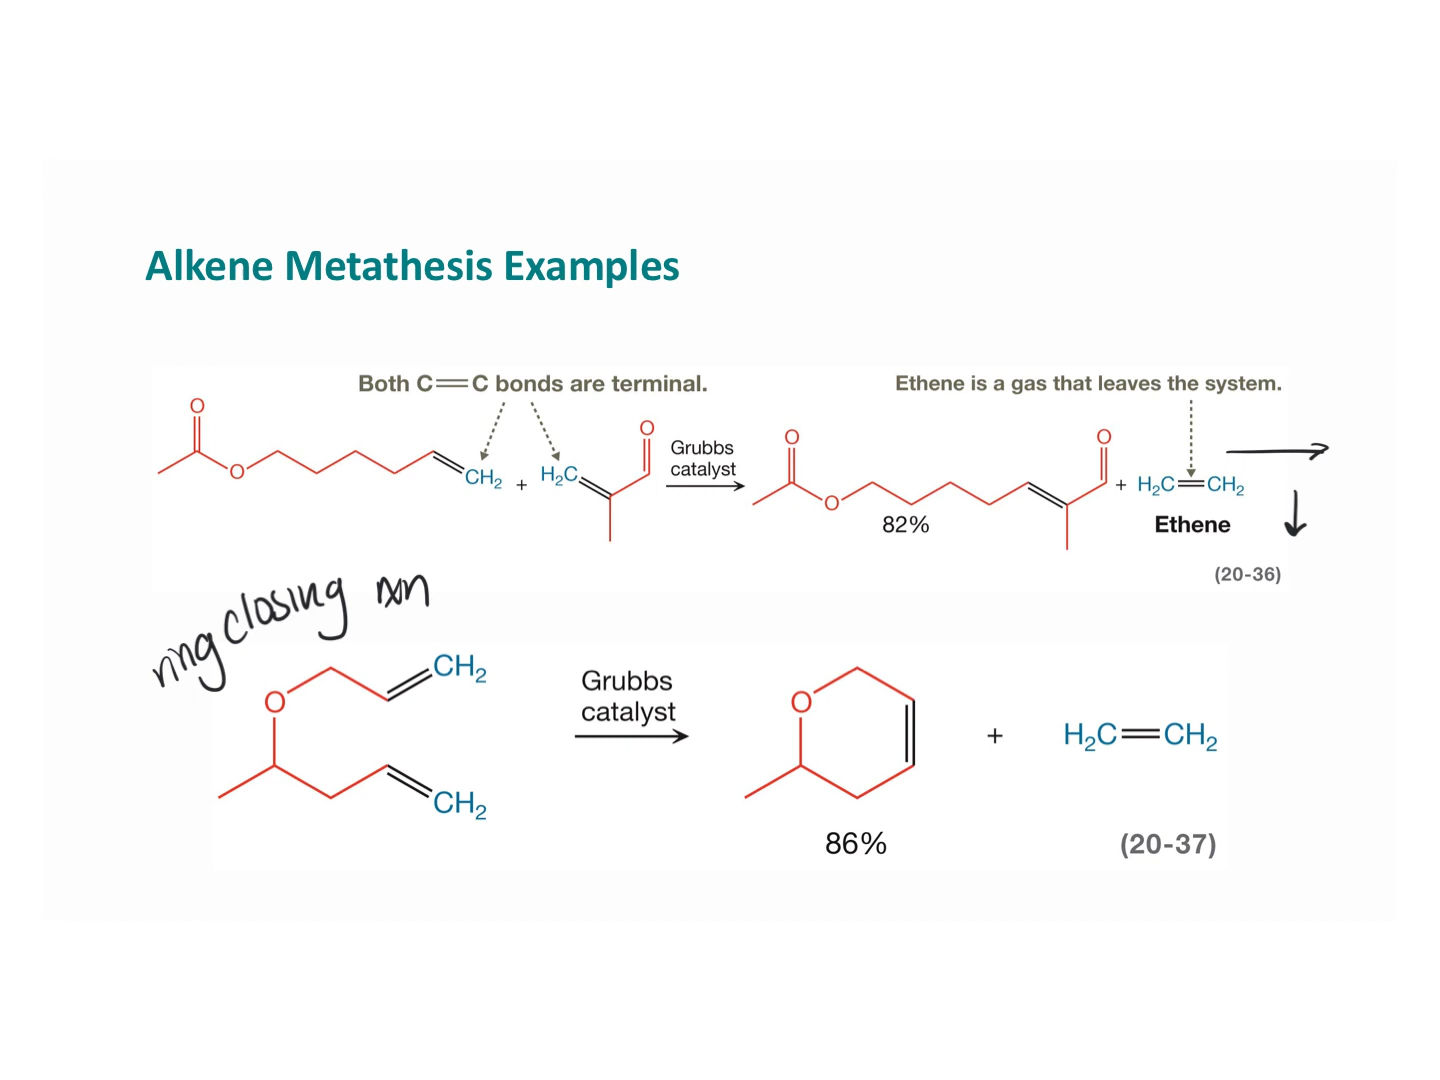 Alkene Metathesis Examples
Both C=C bonds are terminal.
Ethene is a gas that leaves the system.
O
O
CH2 + H2C
O
Grubbs
catalyst
O
O
82%
O
+ H2C=CH2
Ethene
(20-36)
ring closing rxn
O
CH2
CH2
Grubbs
catalyst
O
86%
+ H2C=CH2
(20-37)